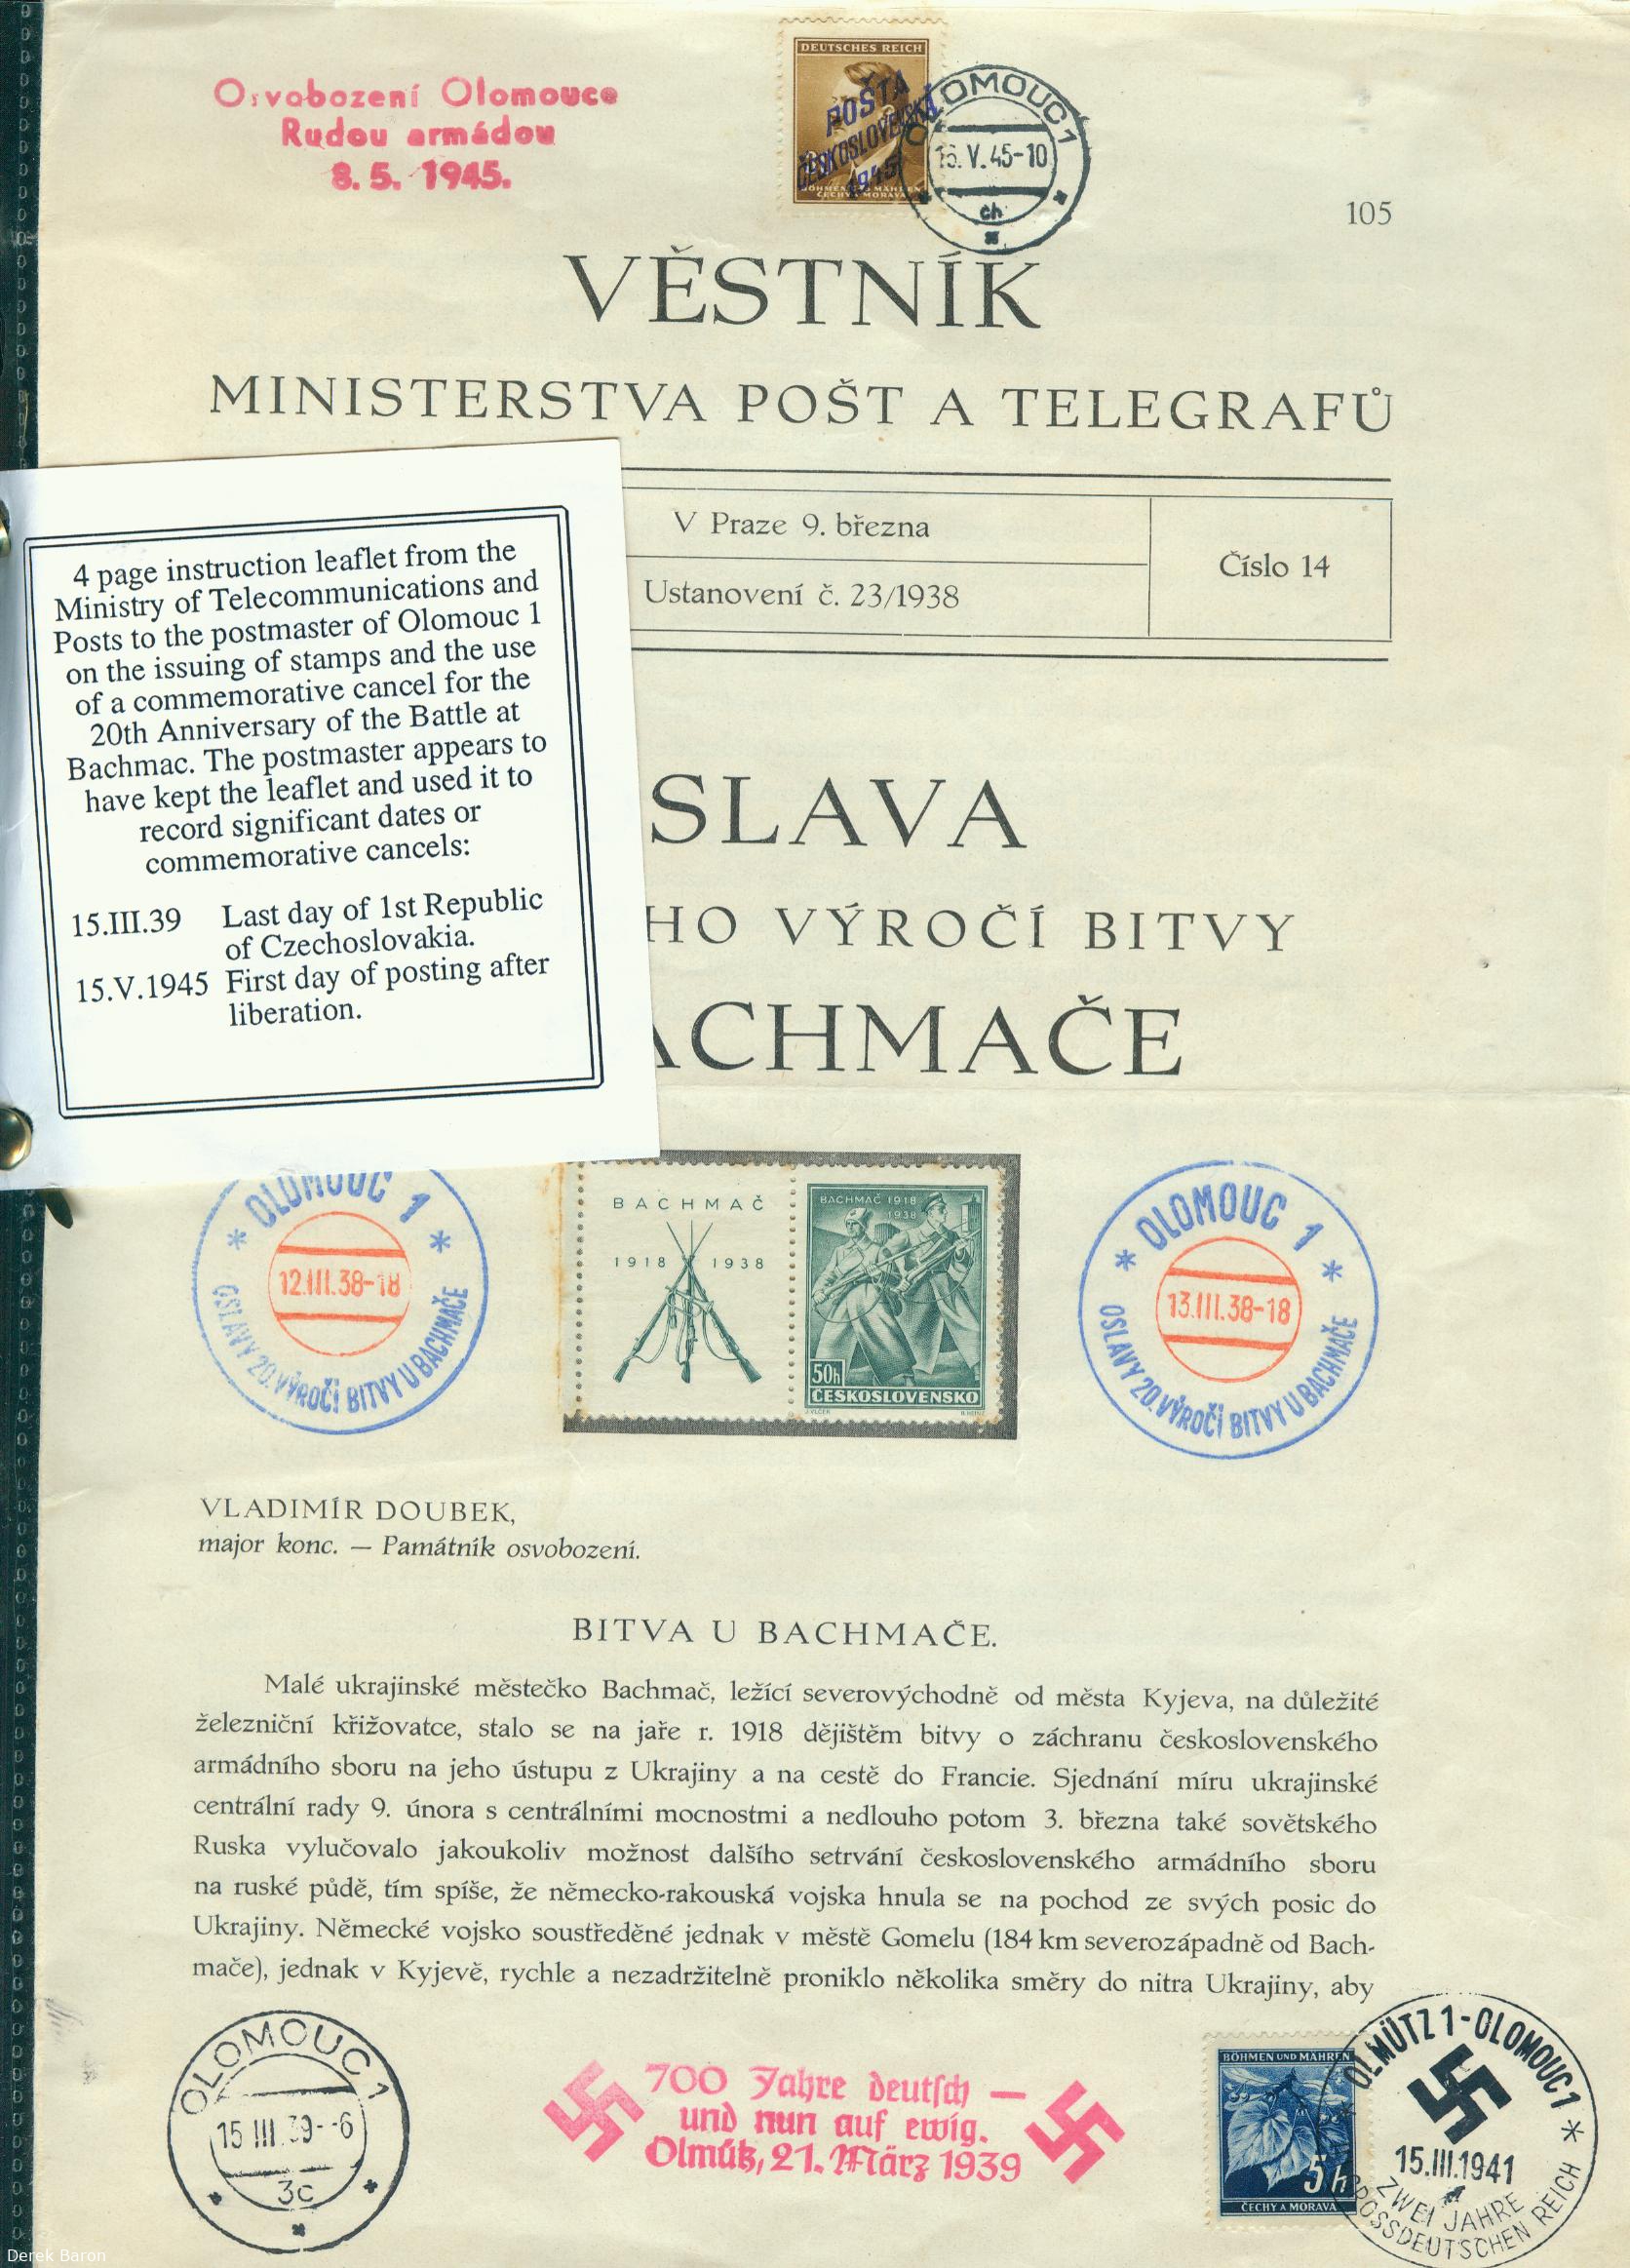 Osvobození Olomouce
Rudou armádou
8. 5. 1945.
DEUTSCHES REICH
POŠTA
ČESKOSLOVENSKÁ
1945
BÖHMEN U. MÄHREN
ČECHY A MORAVA
OLOMOUC 1
15. V. 45-10
ch
105
VĚSTNÍK
MINISTERSTVA POŠT A TELEGRAFŮ
V Praze 9. března
Ustanovení č. 23/1938
Číslo 14
4 page instruction leaflet from the
Ministry of Telecommunications and
Posts to the postmaster of Olomouc 1
on the issuing of stamps and the use
of a commemorative cancel for the
20th Anniversary of the Battle at
Bachmac. The postmaster appears to
have kept the leaflet and used it to
record significant dates or
commemorative cancels:
15.III.39 Last day of 1st Republic
of Czechoslovakia.
15.V.1945 First day of posting after
liberation.
SLAVA
HO VÝROČÍ BITVY
ACHMAČE
OLOMOUC 1
12.III.38-18
OSLAVY 20. VÝROČÍ BITVY U BACHMAČE
BACHMAČ
1918 1938
BACHMAČ 1918
1938
50h
ČESKOSLOVENSKO
OLOMOUC 1
13.III.38-18
OSLAVY 20. VÝROČÍ BITVY U BACHMAČE
VLADIMÍR DOUBEK,
major konc. — Památník osvobození.
BITVA U BACHMAČE.
Malé ukrajinské městečko Bachmač, ležící severovýchodně od města Kyjeva, na důležité
železniční křižovatce, stalo se na jaře r. 1918 dějištěm bitvy o záchranu československého
armádního sboru na jeho ústupu z Ukrajiny a na cestě do Francie. Sjednání míru ukrajinské
centrální rady 9. února s centrálními mocnostmi a nedlouho potom 3. března také sovětského
Ruska vylučovalo jakoukoliv možnost dalšího setrvání československého armádního sboru
na ruské půdě, tím spíše, že německo-rakouská vojska hnula se na pochod ze svých posic do
Ukrajiny. Německé vojsko soustředěné jednak v městě Gomelu (184 km severozápadně od Bach-
mače), jednak v Kyjevě, rychle a nezadržitelně proniklo několika směry do nitra Ukrajiny, aby
OLOMOUC 1
15 III. 39--6
3c
700 Jahre deutsch —
und nun auf ewig.
Olmütz, 21. März 1939
BÖHMEN UND MÄHREN
5 h
ČECHY A MORAVA
OLMÜTZ 1-OLOMOUC 1
15.III.1941
ZWEI JAHRE
GROSSDEUTSCHEN REICH
Derek Baron